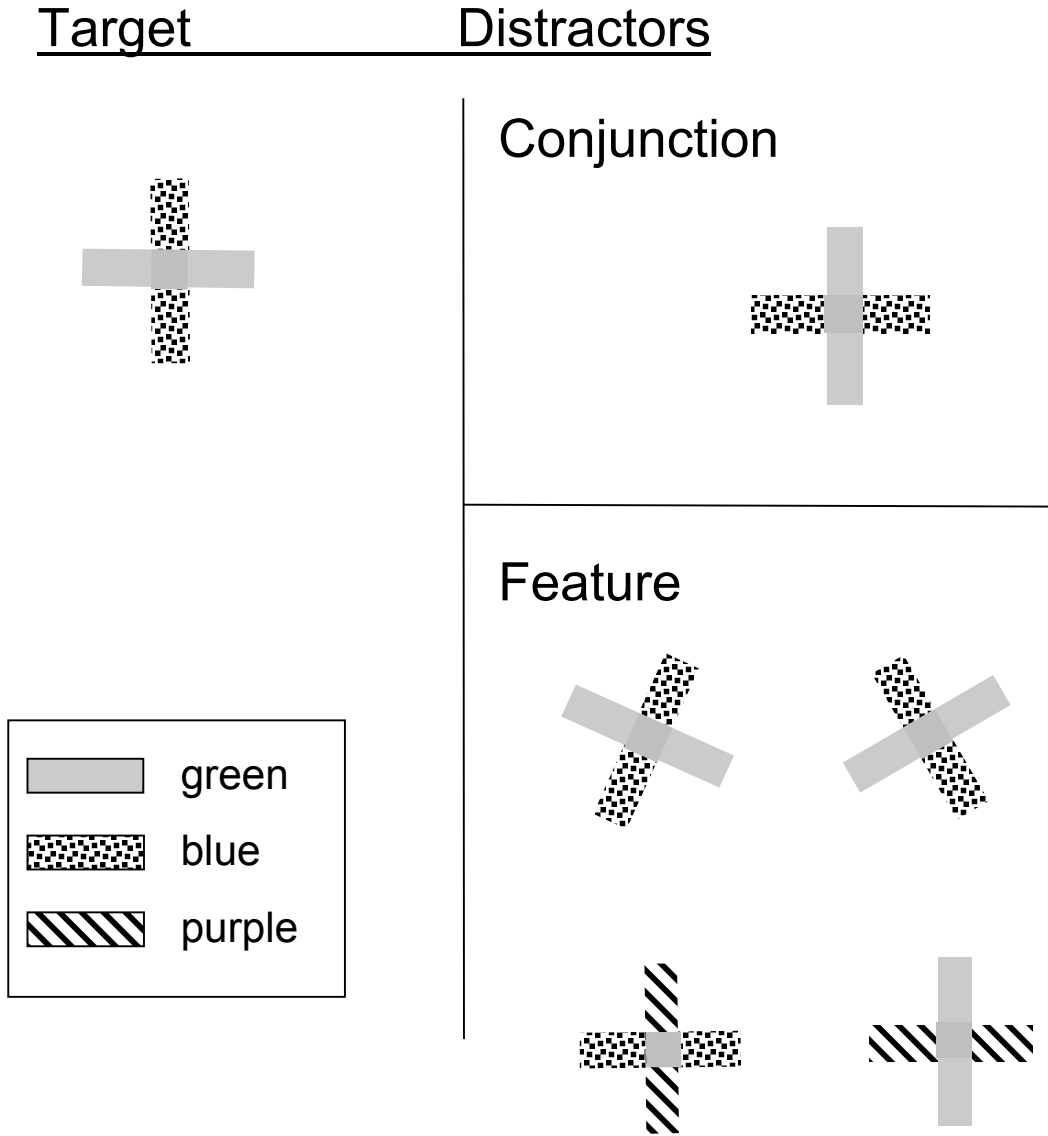 Target Distractors
Conjunction
Feature
green
blue
purple